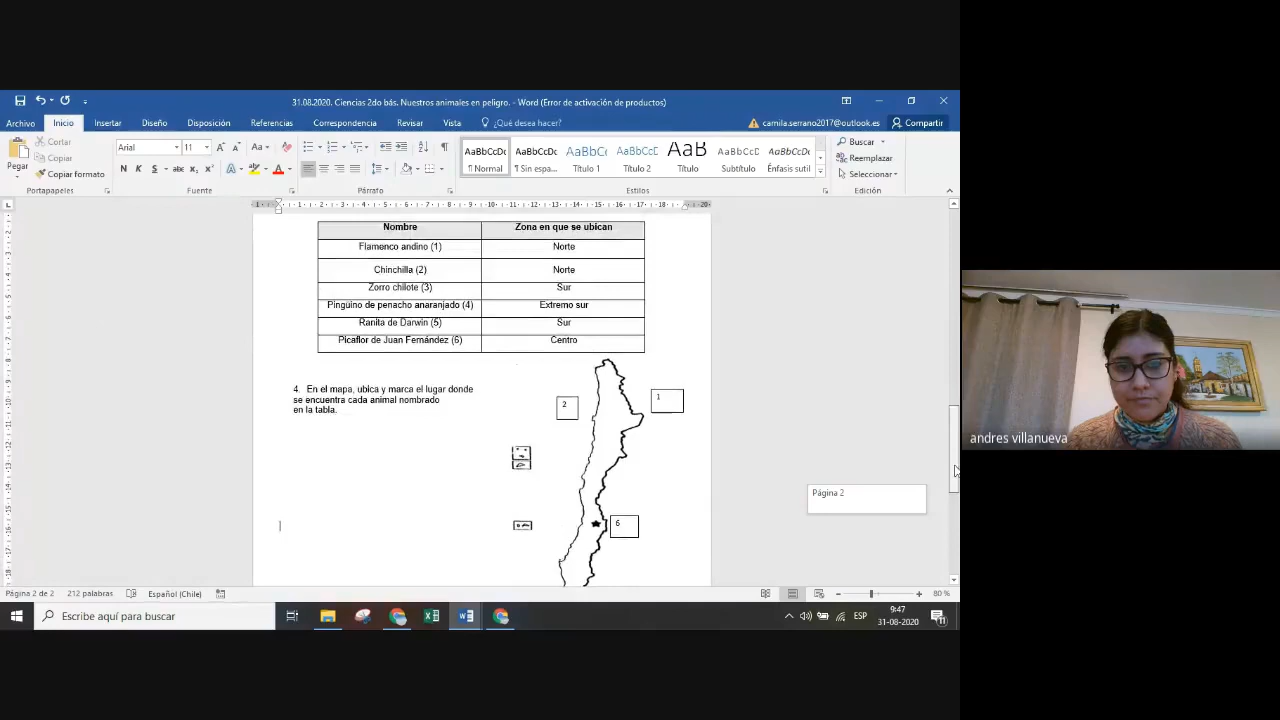 31.08.2020. Ciencias 2do bás. Nuestros animales en peligro. - Word (Error de activación de productos)
Archivo Inicio Insertar Diseño Disposición Referencias Correspondencia Revisar Vista ¿Qué desea hacer? camila.serrano2017@outlook.es Compartir
Pegar
Cortar
Copiar
Copiar formato
Arial 11
N K S abc x₂ x²
AaBbCcDc AaBbCcDc AaBbCc AaBbCcD AaB AaBbCcD AaBbCcDc
¶ Normal ¶ Sin espa... Título 1 Título 2 Título Subtítulo Énfasis sutil
Buscar
Reemplazar
Seleccionar
Portapapeles Fuente Párrafo Estilos Edición
Nombre Zona en que se ubican
Flamenco andino (1) Norte
Chinchilla (2) Norte
Zorro chilote (3) Sur
Pingüino de penacho anaranjado (4) Extremo sur
Ranita de Darwin (5) Sur
Picaflor de Juan Fernández (6) Centro
4. En el mapa, ubica y marca el lugar donde
se encuentra cada animal nombrado
en la tabla.
2
1
6
Página 2
andres villanueva
Página 2 de 2 212 palabras Español (Chile) 80 %
Escribe aquí para buscar
ESP
9:47
31-08-2020